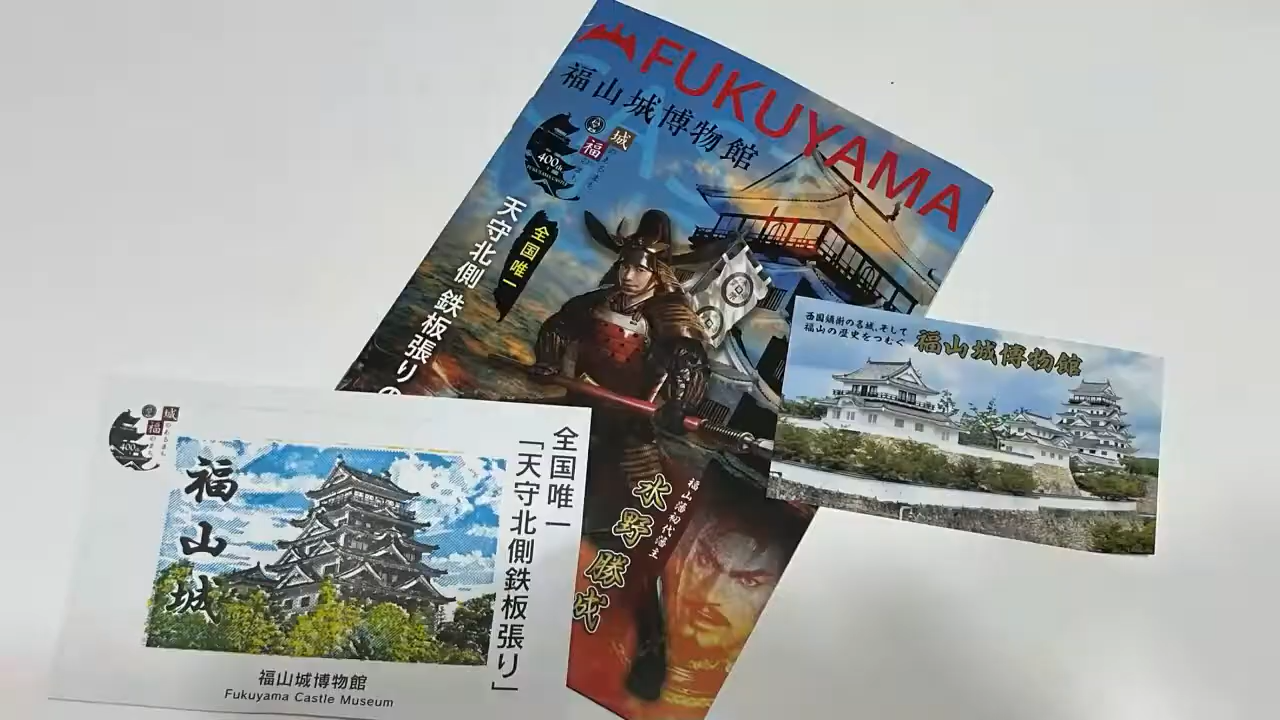 FUKUYAMA
福山城博物館
400th
城
福
全国唯一
天守北側 鉄板張りの
福山藩初代藩主
水野勝成
西国鎮衛の名城、そして
福山の歴史をつむぐ
福山城博物館
城
福
福山城
全国唯一
「天守北側鉄板張り」
福山城博物館
Fukuyama Castle Museum